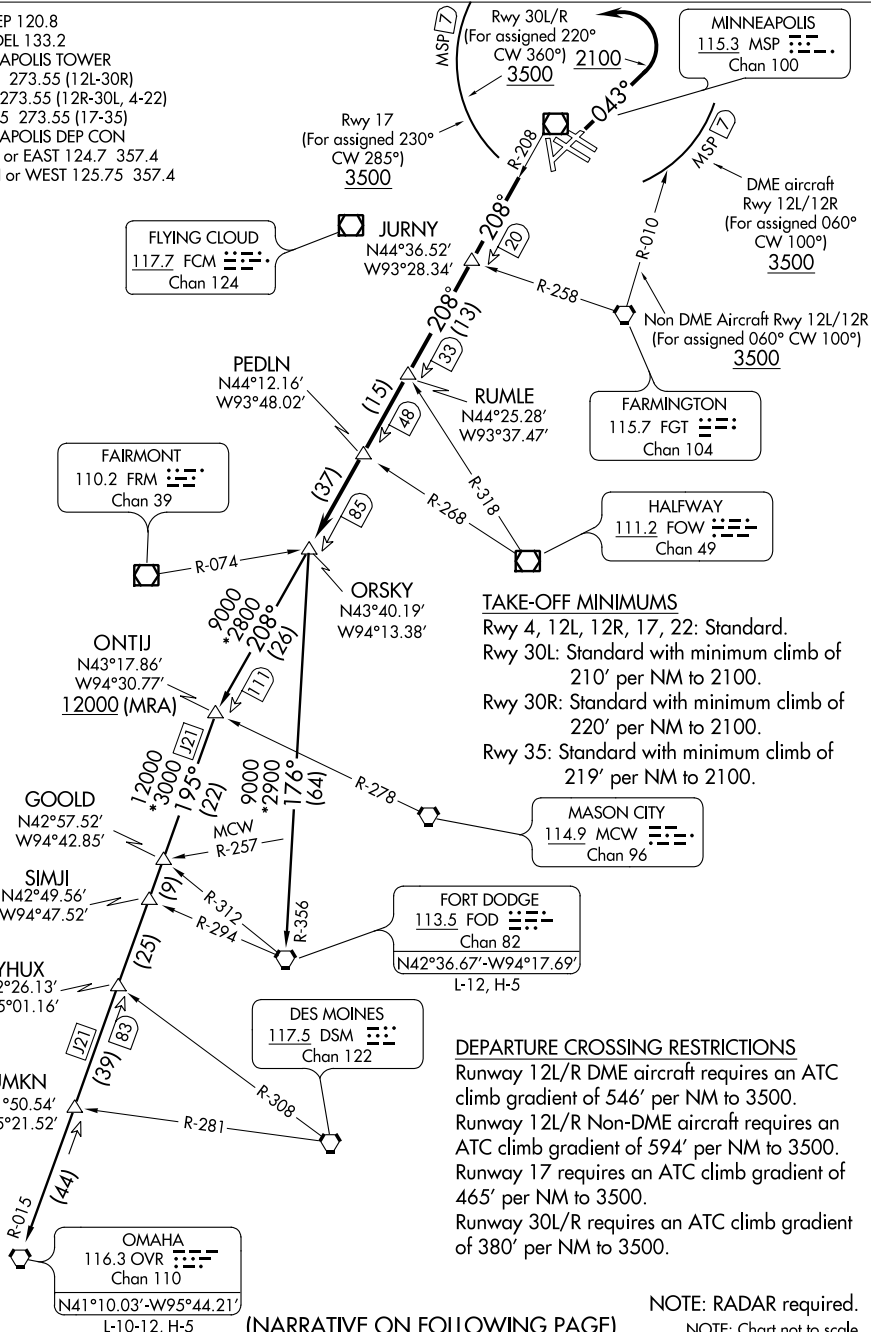 EP 120.8
DEL 133.2
APOLIS TOWER
273.55 (12L-30R)
273.55 (12R-30L, 4-22)
5 273.55 (17-35)
APOLIS DEP CON
or EAST 124.7 357.4
or WEST 125.75 357.4
MSP 7
Rwy 30L/R
(For assigned 220°
CW 360°)
3500
2100
043°
MINNEAPOLIS
115.3 MSP
Chan 100
Rwy 17
(For assigned 230°
CW 285°)
3500
R-208
MSP 7
DME aircraft
Rwy 12L/12R
(For assigned 060°
CW 100°)
3500
FLYING CLOUD
117.7 FCM
Chan 124
JURNY
N44°36.52'
W93°28.34'
208°
20
R-258
R-010
Non DME Aircraft Rwy 12L/12R
(For assigned 060° CW 100°)
3500
208°
(13)
33
PEDLN
N44°12.16'
W93°48.02'
(15)
48
RUMLE
N44°25.28'
W93°37.47'
FARMINGTON
115.7 FGT
Chan 104
FAIRMONT
110.2 FRM
Chan 39
(37)
85
R-268
R-318
HALFWAY
111.2 FOW
Chan 49
R-074
ORSKY
N43°40.19'
W94°13.38'
9000
*2800
208°
(26)
ONTIJ
N43°17.86'
W94°30.77'
12000 (MRA)
111
TAKE-OFF MINIMUMS
Rwy 4, 12L, 12R, 17, 22: Standard.
Rwy 30L: Standard with minimum climb of
210' per NM to 2100.
Rwy 30R: Standard with minimum climb of
220' per NM to 2100.
Rwy 35: Standard with minimum climb of
219' per NM to 2100.
J21
12000
*3000
195°
(22)
9000
*2900
176°
(64)
R-278
GOOLD
N42°57.52'
W94°42.85'
MCW
R-257
MASON CITY
114.9 MCW
Chan 96
SIMJI
N42°49.56'
W94°47.52'
(9)
R-312
R-294
R-356
FORT DODGE
113.5 FOD
Chan 82
N42°36.67'-W94°17.69'
L-12, H-5
(25)
YHUX
2°26.13'
5°01.16'
DES MOINES
117.5 DSM
Chan 122
J21
(39)
83
UMKN
°50.54'
5°21.52'
R-308
R-281
DEPARTURE CROSSING RESTRICTIONS
Runway 12L/R DME aircraft requires an ATC
climb gradient of 546' per NM to 3500.
Runway 12L/R Non-DME aircraft requires an
ATC climb gradient of 594' per NM to 3500.
Runway 17 requires an ATC climb gradient of
465' per NM to 3500.
Runway 30L/R requires an ATC climb gradient
of 380' per NM to 3500.
R-015
(44)
OMAHA
116.3 OVR
Chan 110
N41°10.03'-W95°44.21'
L-10-12, H-5
(NARRATIVE ON FOLLOWING PAGE)
NOTE: RADAR required.
NOTE: Chart not to scale